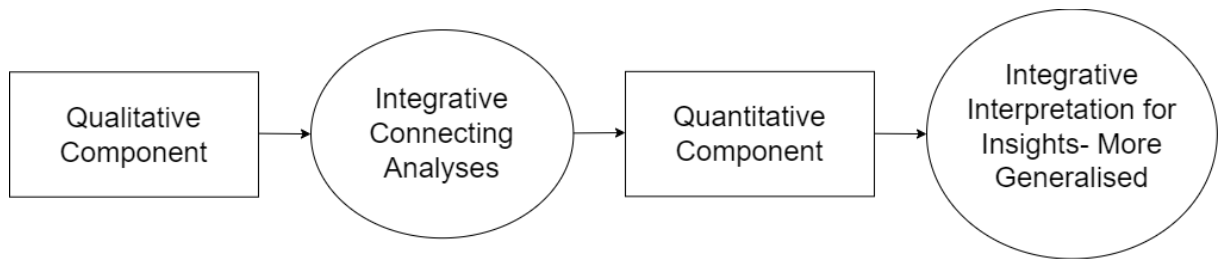 Qualitative
Component
Integrative
Connecting
Analyses
Quantitative
Component
Integrative
Interpretation for
Insights- More
Generalised